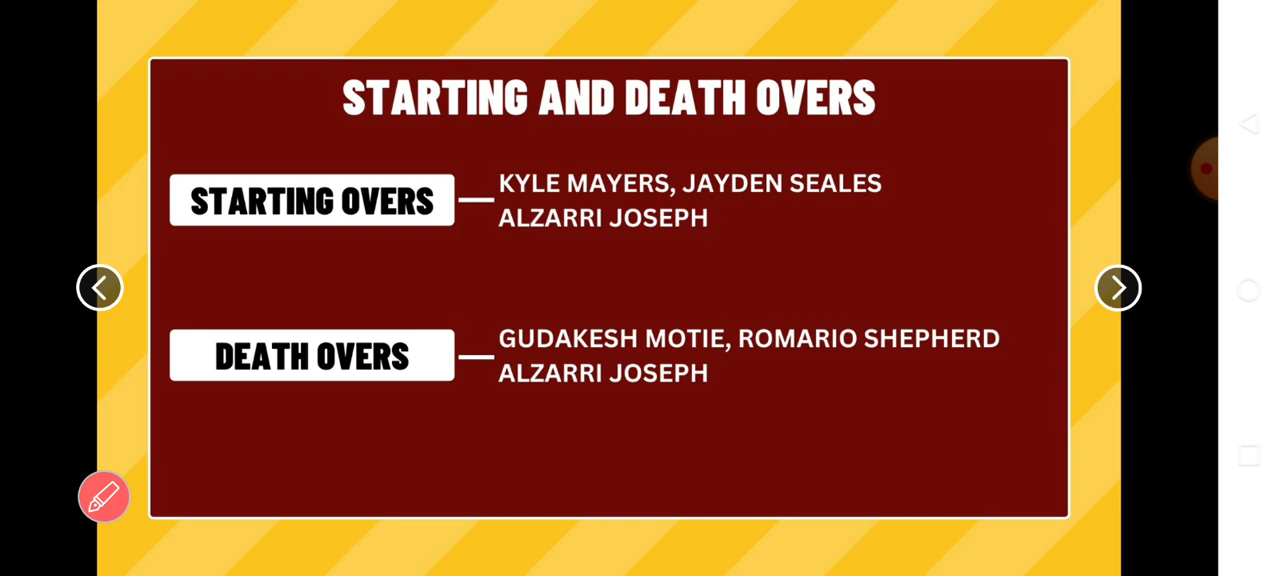 STARTING AND DEATH OVERS
STARTING OVERS
KYLE MAYERS, JAYDEN SEALES
ALZARRI JOSEPH
DEATH OVERS
GUDAKESH MOTIE, ROMARIO SHEPHERD
ALZARRI JOSEPH